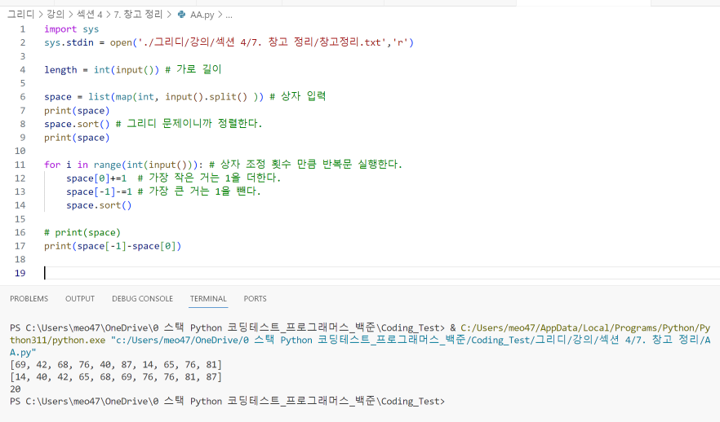 그리디 > 강의 > 섹션 4 > 7. 창고 정리 > AA.py > ...
1 import sys
2 sys.stdin = open('./그리디/강의/섹션 4/7. 창고 정리/창고정리.txt','r')
3
4 length = int(input()) # 가로 길이
5
6 space = list(map(int, input().split() )) # 상자 입력
7 print(space)
8 space.sort() # 그리디 문제이니까 정렬한다.
9 print(space)
10
11 for i in range(int(input())): # 상자 조정 횟수 만큼 반복문 실행한다.
12 space[0]+=1 # 가장 작은 거는 1을 더한다.
13 space[-1]-=1 # 가장 큰 거는 1을 뺀다.
14 space.sort()
15
16 # print(space)
17 print(space[-1]-space[0])
18
19
PROBLEMS OUTPUT DEBUG CONSOLE TERMINAL PORTS
PS C:\Users\meo47\OneDrive\0 스택 Python 코딩테스트_프로그래머스_백준\Coding_Test> & C:/Users/meo47/AppData/Local/Programs/Python/Py
thon311/python.exe "c:/Users/meo47/OneDrive/0 스택 Python 코딩테스트_프로그래머스_백준/Coding_Test/그리디/강의/섹션 4/7. 창고 정리/A
A.py"
[69, 42, 68, 76, 40, 87, 14, 65, 76, 81]
[14, 40, 42, 65, 68, 69, 76, 76, 81, 87]
20
PS C:\Users\meo47\OneDrive\0 스택 Python 코딩테스트_프로그래머스_백준\Coding_Test>